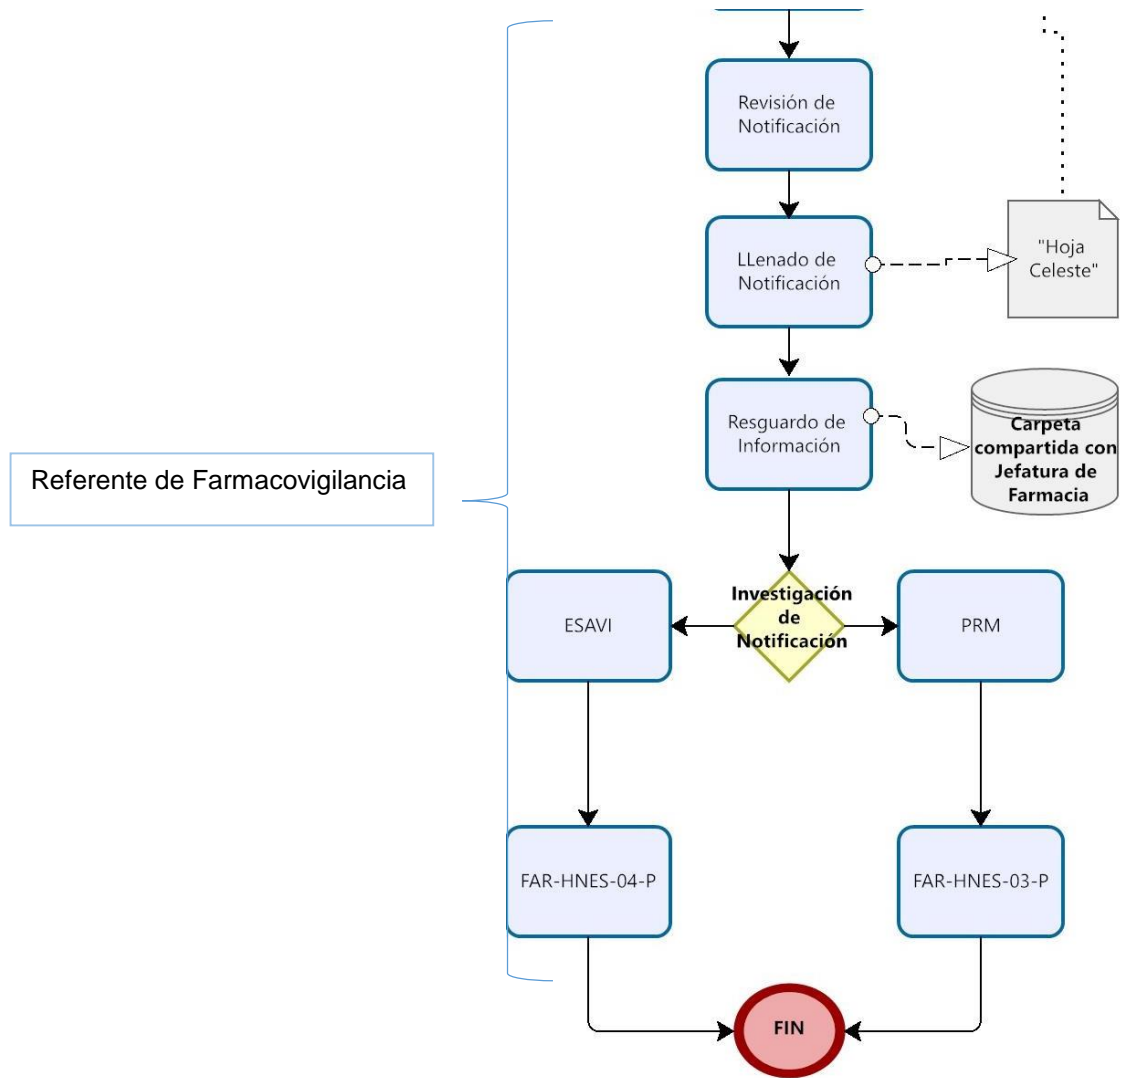 Revisión de
Notificación
LLenado de
Notificación
"Hoja
Celeste"
Resguardo de
Información
Carpeta
compartida con
Jefatura de
Farmacia
Referente de Farmacovigilancia
Investigación
de
Notificación
ESAVI
PRM
FAR-HNES-04-P
FAR-HNES-03-P
FIN